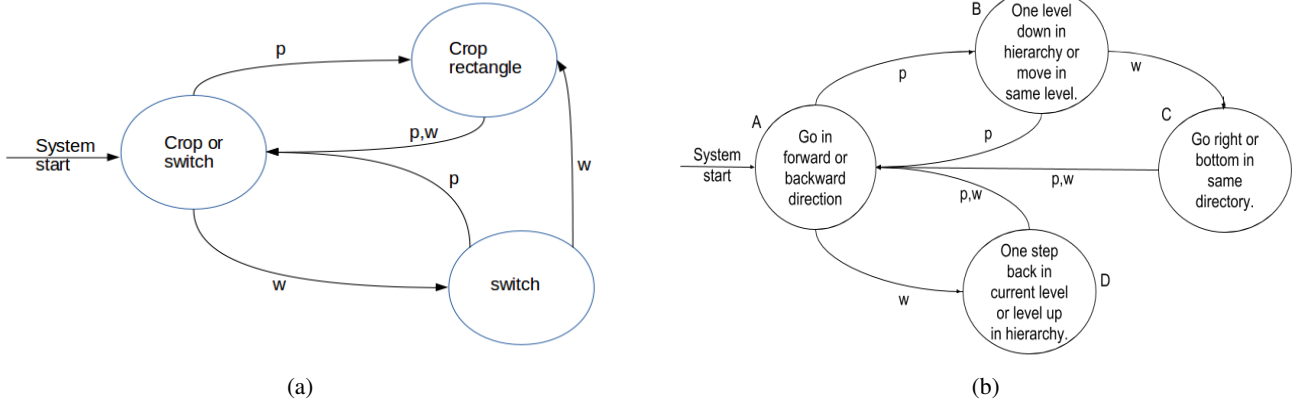 p
Crop
rectangle
System
start
Crop or
switch
p,w
p
w
w
switch
(a)
B
One level
down in
hierarchy or
move in
same level.
w
p
A
C
p
System
start
Go in
forward or
backward
direction
Go right or
bottom in
same
directory.
p,w
p,w
w
One step
back in
current level
or level up
in hierarchy.
D
(b)